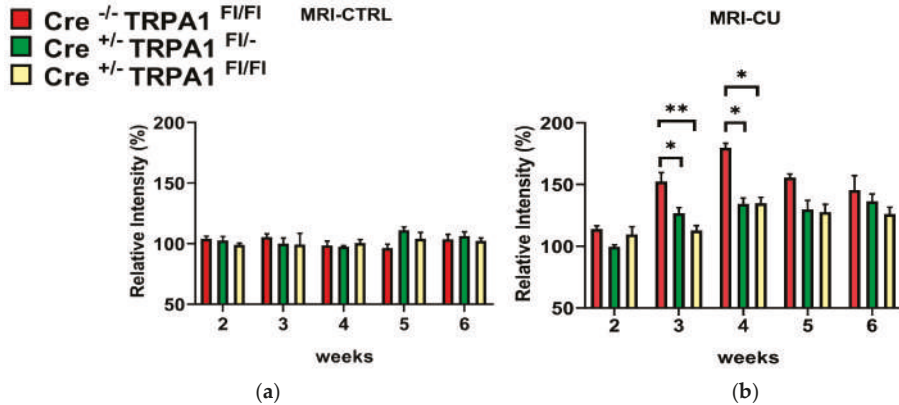 Cre -/- TRPA1 Fl/Fl
Cre +/- TRPA1 Fl/-
Cre +/- TRPA1 Fl/Fl
MRI-CTRL
Relative Intensity (%)
200
150
100
50
2 3 4 5 6
weeks
(a)
MRI-CU
Relative Intensity (%)
200
150
100
50
**
*
*
*
2 3 4 5 6
weeks
(b)